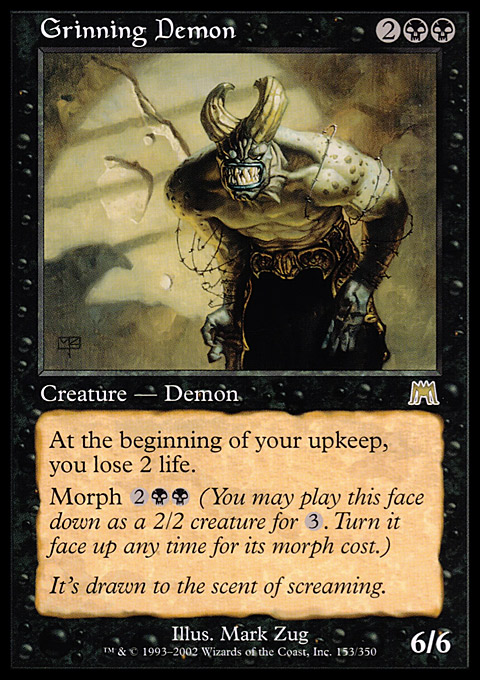 Grinning Demon 2
Creature — Demon
At the beginning of your upkeep,
you lose 2 life.
Morph 2 (You may play this face
down as a 2/2 creature for 3. Turn it
face up any time for its morph cost.)
It's drawn to the scent of screaming.
Illus. Mark Zug
™ & © 1993–2002 Wizards of the Coast, Inc. 153/350
6/6